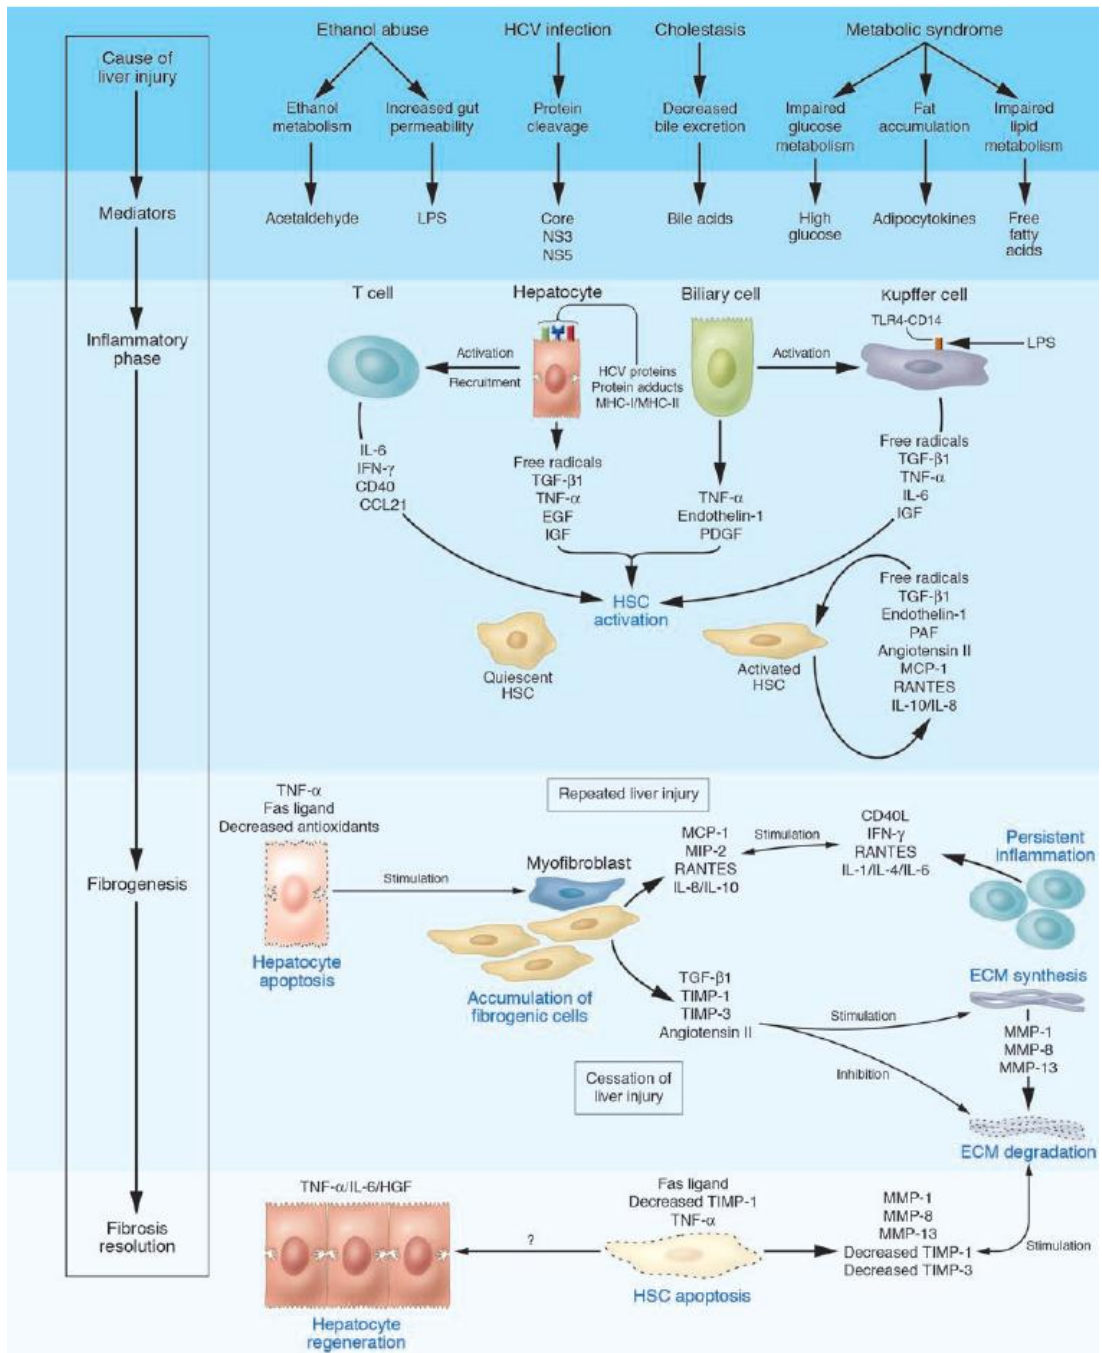 Cause of
liver injury
Mediators
Inflammatory
phase
Fibrogenesis
Fibrosis
resolution
Ethanol abuse
HCV infection
Cholestasis
Metabolic syndrome
Ethanol
metabolism
Increased gut
permeability
Protein
cleavage
Decreased
bile excretion
Impaired
glucose
metabolism
Fat
accumulation
Impaired
lipid
metabolism
Acetaldehyde
LPS
Core
NS3
NS5
Bile acids
High
glucose
Adipocytokines
Free
fatty
acids
T cell
Hepatocyte
Biliary cell
Kupffer cell
TLR4-CD14
LPS
Activation
Recruitment
HCV proteins
Protein adducts
MHC-I/MHC-II
Activation
IL-6
IFN-γ
CD40
CCL21
Free radicals
TGF-β1
TNF-α
EGF
IGF
TNF-α
Endothelin-1
PDGF
Free radicals
TGF-β1
TNF-α
IL-6
IGF
HSC
activation
Quiescent
HSC
Activated
HSC
Free radicals
TGF-β1
Endothelin-1
PAF
Angiotensin II
MCP-1
RANTES
IL-10/IL-8
Repeated liver injury
TNF-α
Fas ligand
Decreased antioxidants
Stimulation
Hepatocyte
apoptosis
Myofibroblast
Accumulation of
fibrogenic cells
MCP-1
MIP-2
RANTES
IL-8/IL-10
Stimulation
CD40L
IFN-γ
RANTES
IL-1/IL-4/IL-6
Persistent
inflammation
TGF-β1
TIMP-1
TIMP-3
Angiotensin II
Stimulation
Inhibition
ECM synthesis
MMP-1
MMP-8
MMP-13
ECM degradation
Cessation of
liver injury
TNF-α/IL-6/HGF
Hepatocyte
regeneration
?
Fas ligand
Decreased TIMP-1
TNF-α
HSC apoptosis
MMP-1
MMP-8
MMP-13
Decreased TIMP-1
Decreased TIMP-3
Stimulation